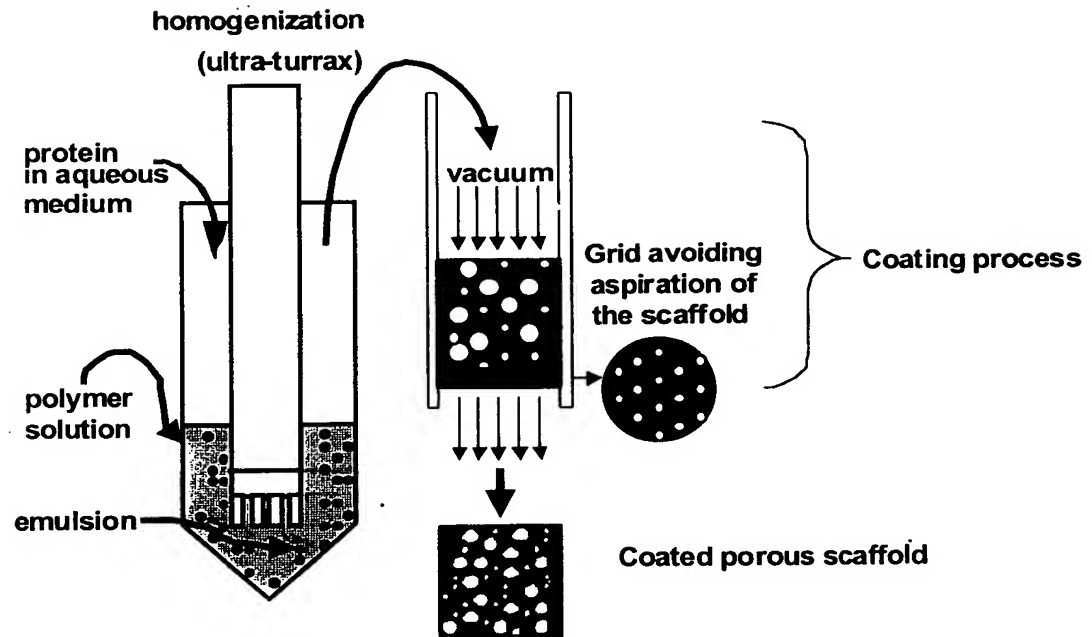 homogenization
(ultra-turrax)
protein
in aqueous
medium
polymer
solution
emulsion
vacuum
Grid avoiding
aspiration of
the scaffold
Coating process
Coated porous scaffold